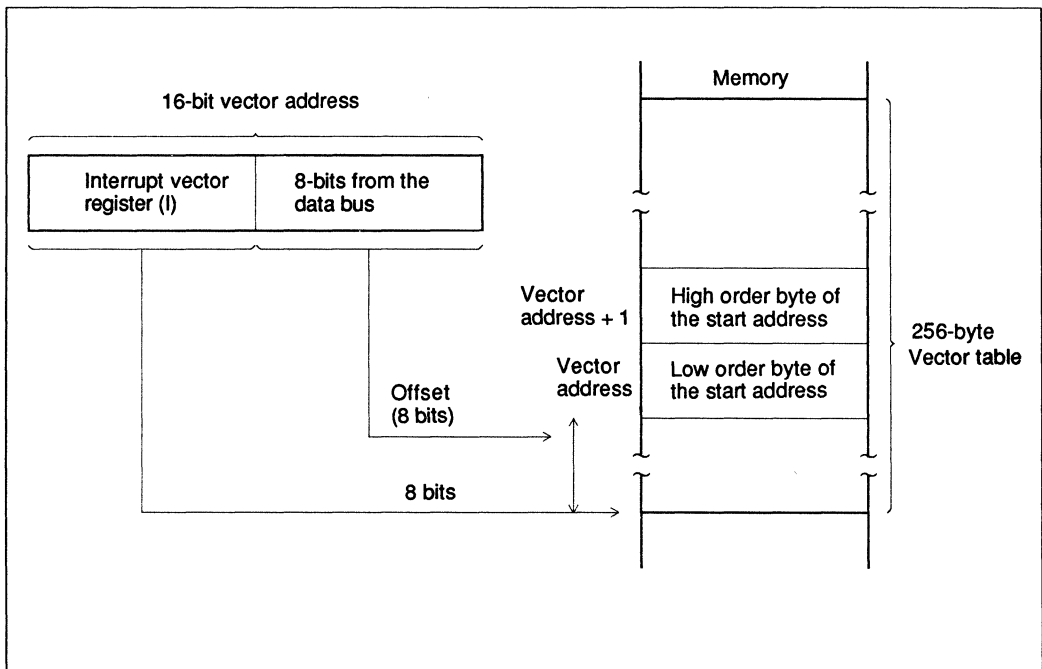 Memory
16-bit vector address
Interrupt vector
register (I)
8-bits from the
data bus
Vector
address + 1
High order byte of
the start address
256-byte
Vector table
Vector
address
Low order byte of
the start address
Offset
(8 bits)
8 bits